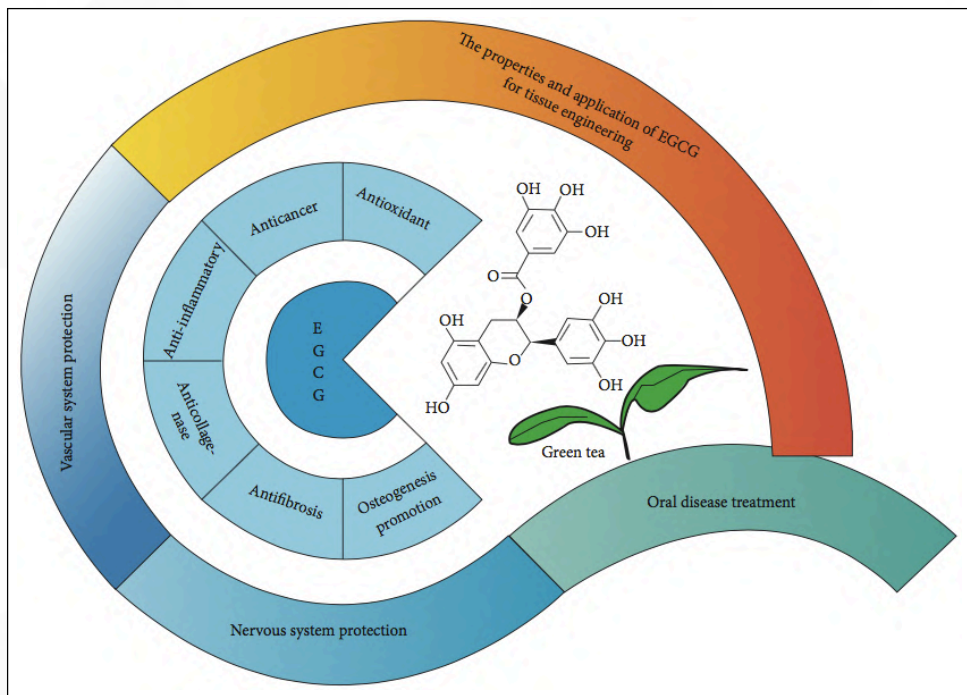 The properties and application of EGCG
for tissue engineering
Vascular system protection
Nervous system protection
Oral disease treatment
Antioxidant
Anticancer
Anti-inflammatory
Anticollage-
nase
Antifibrosis
Osteogenesis
promotion
E
G
C
G
OH
OH
OH
O
O
OH
OH
OH
O
OH
HO
Green tea